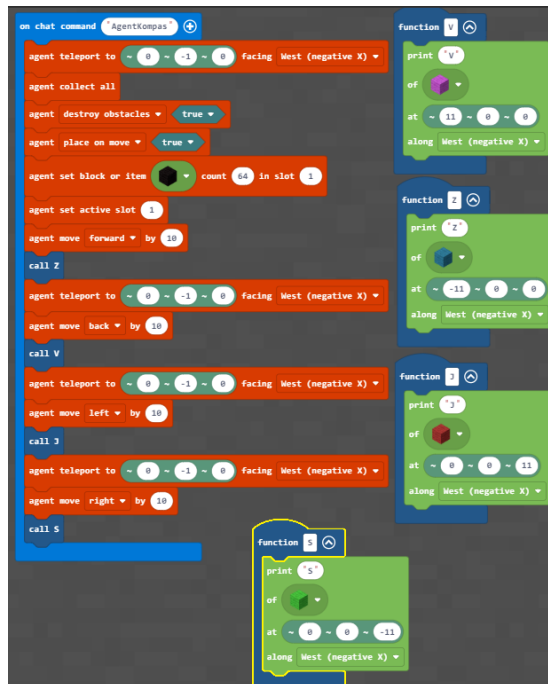 on chat command "AgentKompas"
agent teleport to ~ 0 ~ -1 ~ 0 facing West (negative X)
agent collect all
agent destroy obstacles true
agent place on move true
agent set block or item count 64 in slot 1
agent set active slot 1
agent move forward by 10
call Z
agent teleport to ~ 0 ~ -1 ~ 0 facing West (negative X)
agent move back by 10
call V
agent teleport to ~ 0 ~ -1 ~ 0 facing West (negative X)
agent move left by 10
call J
agent teleport to ~ 0 ~ -1 ~ 0 facing West (negative X)
agent move right by 10
call S
function V
print "V"
of
at ~ 11 ~ 0 ~ 0
along West (negative X)
function Z
print "Z"
of
at ~ -11 ~ 0 ~ 0
along West (negative X)
function J
print "J"
of
at ~ 0 ~ 0 ~ 11
along West (negative X)
function S
print "S"
of
at ~ 0 ~ 0 ~ -11
along West (negative X)